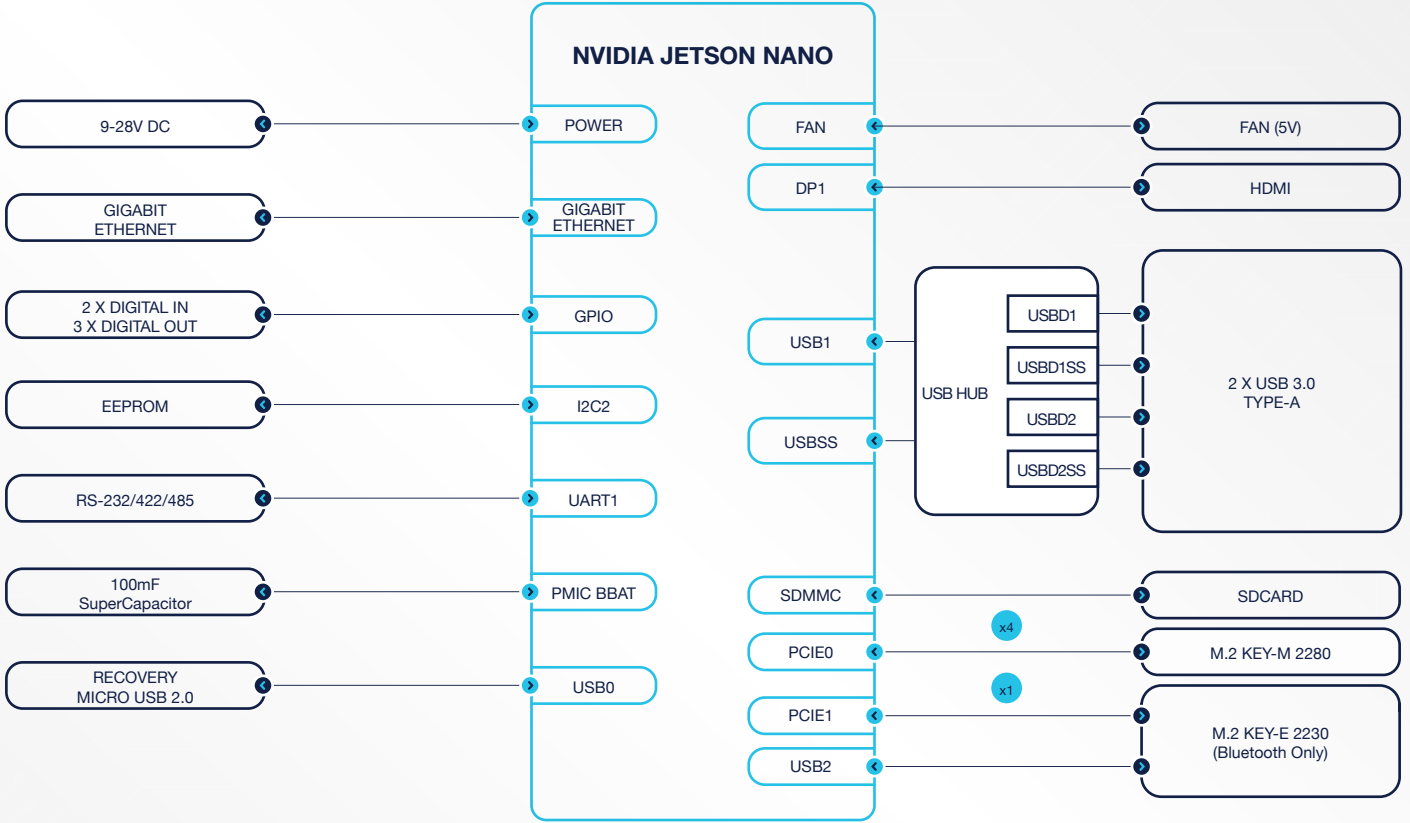 NVIDIA JETSON NANO
9-28V DC
POWER
GIGABIT
ETHERNET
GIGABIT
ETHERNET
2 X DIGITAL IN
3 X DIGITAL OUT
GPIO
EEPROM
I2C2
RS-232/422/485
UART1
100mF
SuperCapacitor
PMIC BBAT
RECOVERY
MICRO USB 2.0
USB0
FAN
FAN (5V)
DP1
HDMI
USB1
USBSS
USB HUB
USBD1
USBD1SS
USBD2
USBD2SS
2 X USB 3.0
TYPE-A
SDMMC
SDCARD
x4
PCIE0
M.2 KEY-M 2280
x1
PCIE1
USB2
M.2 KEY-E 2230
(Bluetooth Only)